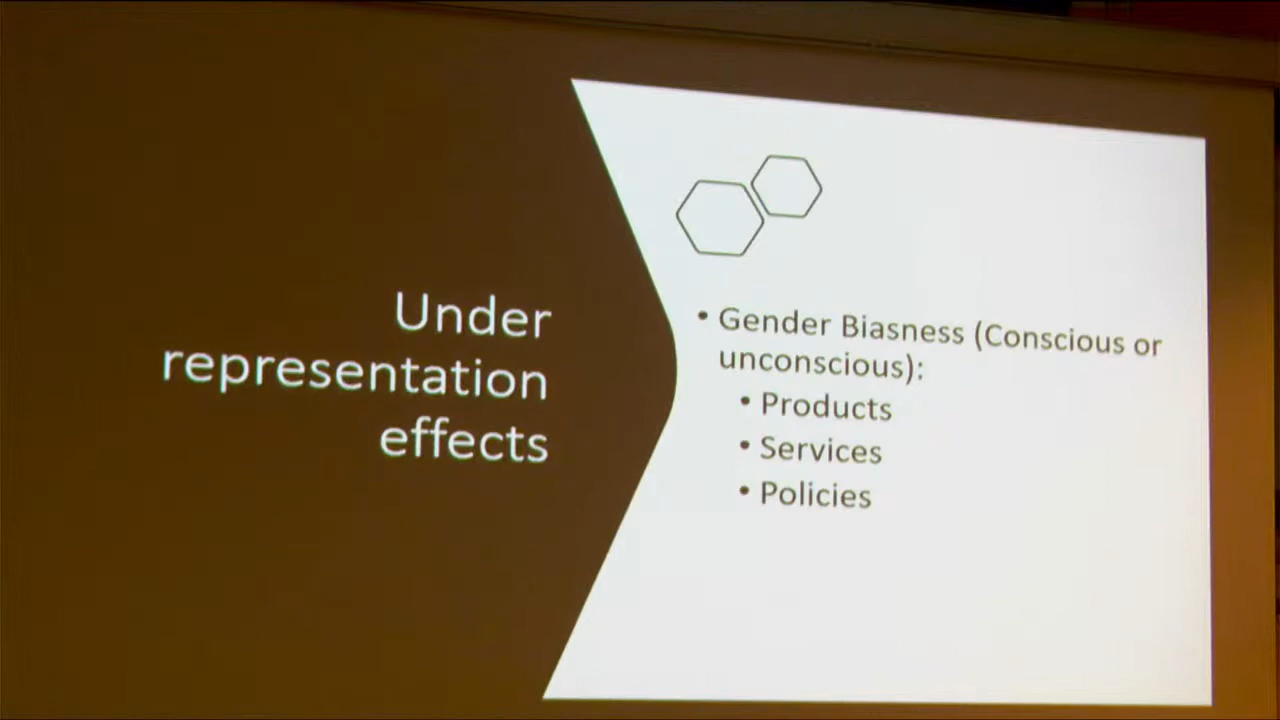 Under
representation
effects
• Gender Biasness (Conscious or
unconscious):
• Products
• Services
• Policies